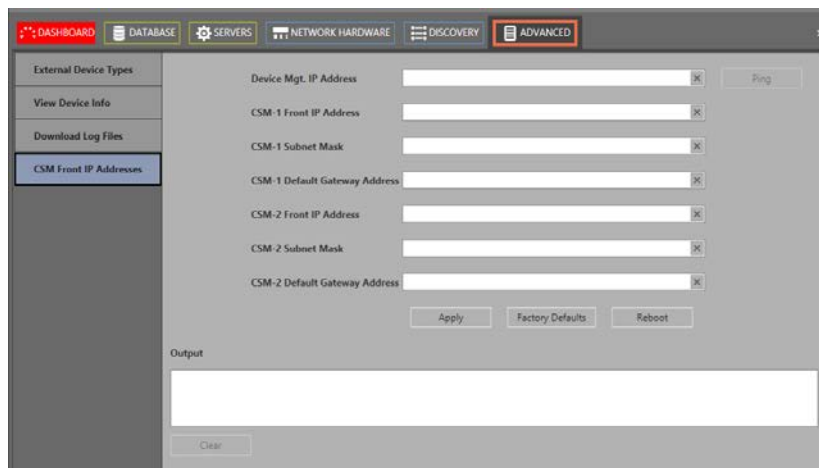 DASHBOARD DATABASE SERVERS NETWORK HARDWARE DISCOVERY ADVANCED
External Device Types
View Device Info
Download Log Files
CSM Front IP Addresses
Device Mgt. IP Address
Ping
CSM-1 Front IP Address
CSM-1 Subnet Mask
CSM-1 Default Gateway Address
CSM-2 Front IP Address
CSM-2 Subnet Mask
CSM-2 Default Gateway Address
Apply Factory Defaults Reboot
Output
Clear